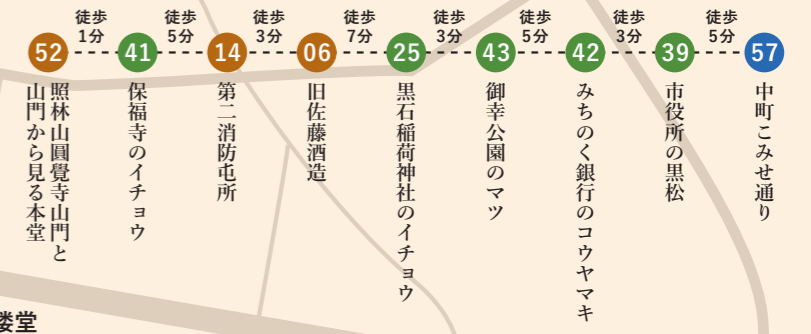 徒歩
1分
徒歩
5分
徒歩
3分
徒歩
7分
徒歩
3分
徒歩
5分
徒歩
3分
徒歩
5分
52
41
14
06
25
43
42
39
57
照林山圓覺寺山門と
山門から見る本堂
保福寺のイチョウ
第二消防屯所
旧佐藤酒造
黒石稲荷神社のイチョウ
御幸公園のマツ
みちのく銀行のコウヤマキ
市役所の黒松
中町こみせ通り
堂